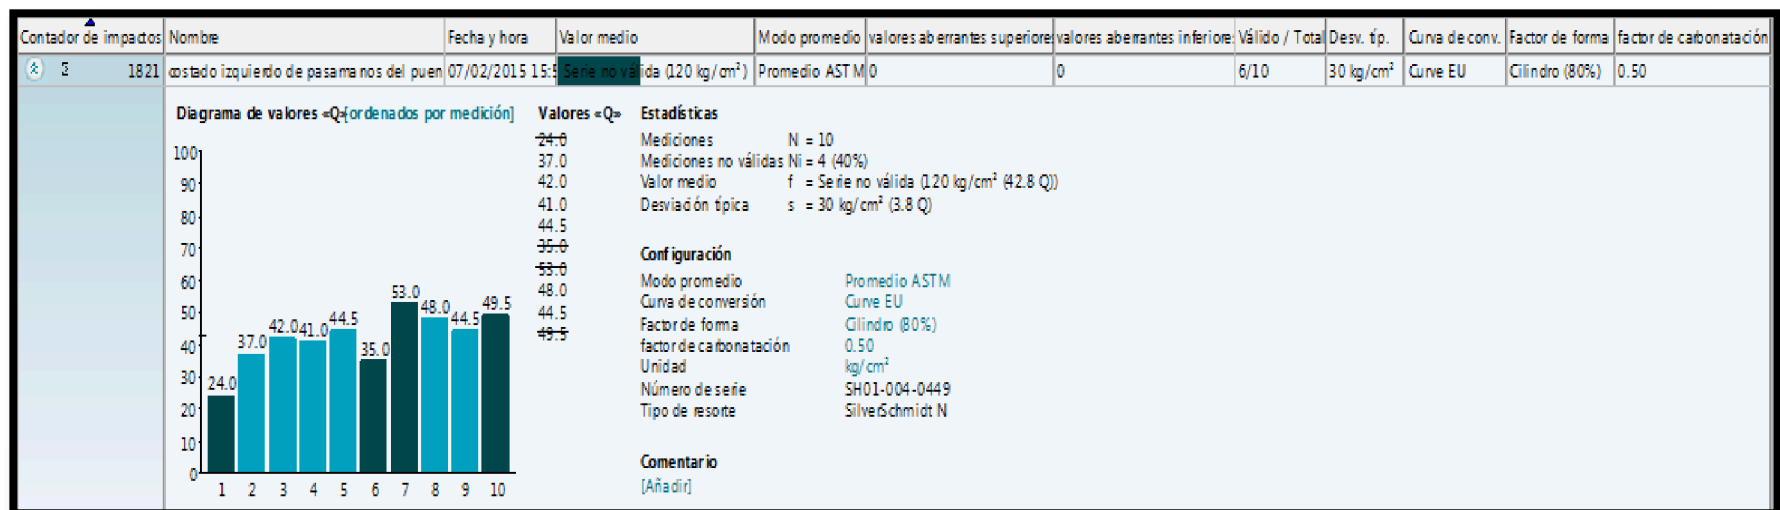 Contador de impactos Nombre Fecha y hora Valor medio Modo promedio valores aberrantes superiores valores aberrantes inferiores Válido / Total Desv. típ. Curva de conv. Factor de forma factor de carbonatación
Σ 1821 costado izquierdo de pasamanos del puen 07/02/2015 15:5 Serie no válida (120 kg/cm²) Promedio ASTM 0 0 6/10 30 kg/cm² Curve EU Cilindro (80%) 0.50
Diagrama de valores «Q» [ordenados por medición]
100
90
80
70
60
50
40
30
20
10
0
24.0 37.0 42.0 41.0 44.5 35.0 53.0 48.0 44.5 49.5
1 2 3 4 5 6 7 8 9 10
Valores «Q»
24.0
37.0
42.0
41.0
44.5
35.0
53.0
48.0
44.5
49.5
Estadísticas
Mediciones N = 10
Mediciones no válidas Ni = 4 (40%)
Valor medio f = Serie no válida (120 kg/cm² (42.8 Q))
Desviación típica s = 30 kg/cm² (3.8 Q)
Configuración
Modo promedio Promedio ASTM
Curva de conversión Curve EU
Factor de forma Cilindro (80%)
factor de carbonatación 0.50
Unidad kg/cm²
Número de serie SH01-004-0449
Tipo de resorte SilverSchmidt N
Comentario
[Añadir]